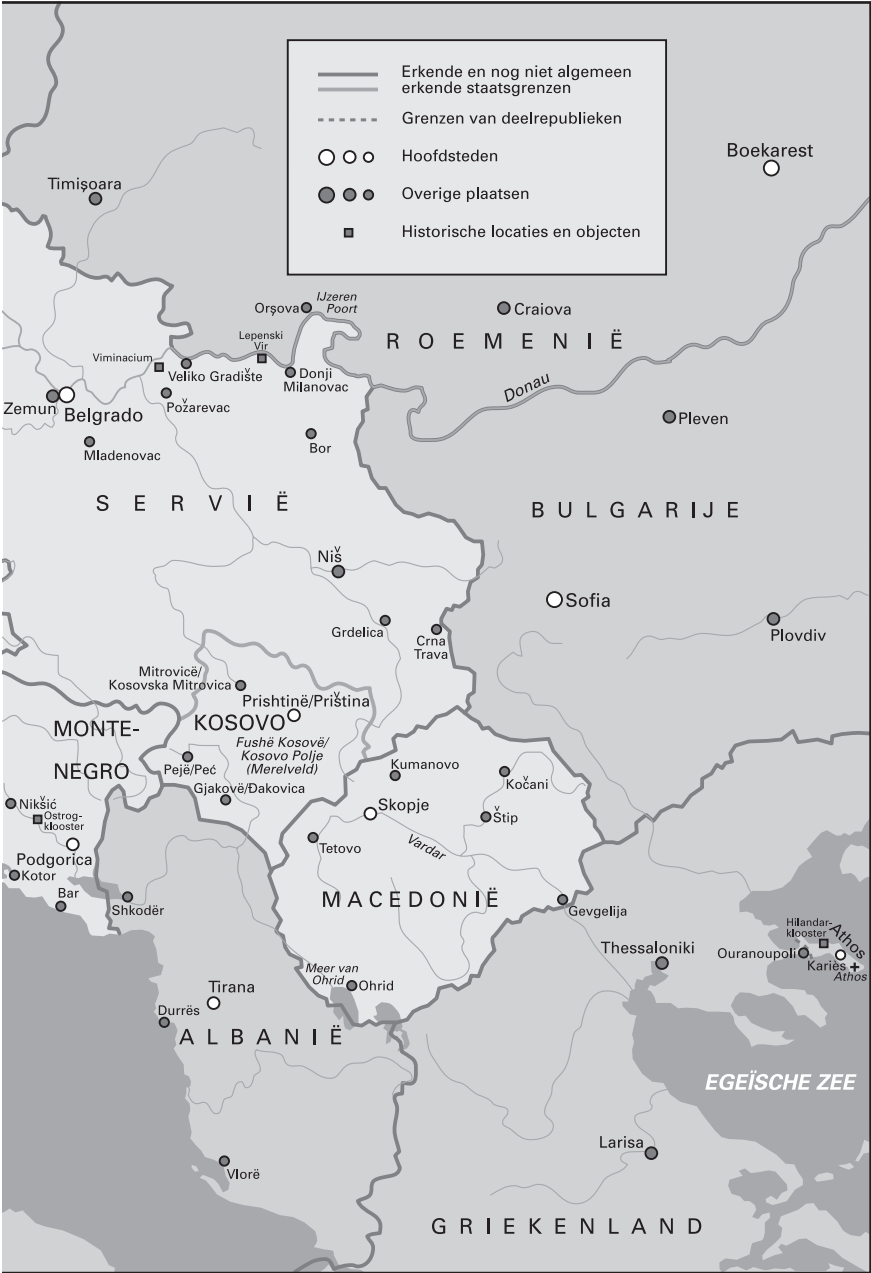 Erkende en nog niet algemeen
erkende staatsgrenzen
Grenzen van deelrepublieken
Hoofdsteden
Overige plaatsen
Historische locaties en objecten
Boekarest
Timişoara
Orşova
IJzeren
Poort
Craiova
ROEMENIË
Lepenski
Vir
Viminacium
Veliko Gradište
Donji
Milanovac
Donau
Zemun
Belgrado
Požarevac
Pleven
Mladenovac
Bor
SERVIË
BULGARIJE
Niš
Sofia
Grdelica
Crna
Trava
Plovdiv
Mitrovicë/
Kosovska Mitrovica
Prishtinë/Priština
KOSOVO
MONTE-
NEGRO
Fushë Kosovë/
Kosovo Polje
(Merelveld)
Pejë/Peć
Gjakovë/Đakovica
Kumanovo
Kočani
Nikšić
Ostrog-
klooster
Skopje
Štip
Podgorica
Tetovo
Vardar
Kotor
Bar
Shkodër
MACEDONIË
Gevgelija
Hilandar-
klooster
Athos
Thessaloniki
Ouranoupoli
Kariès
Athos
Meer van
Ohrid
Ohrid
Tirana
Durrës
ALBANIË
EGEÏSCHE ZEE
Larisa
Vlorë
GRIEKENLAND